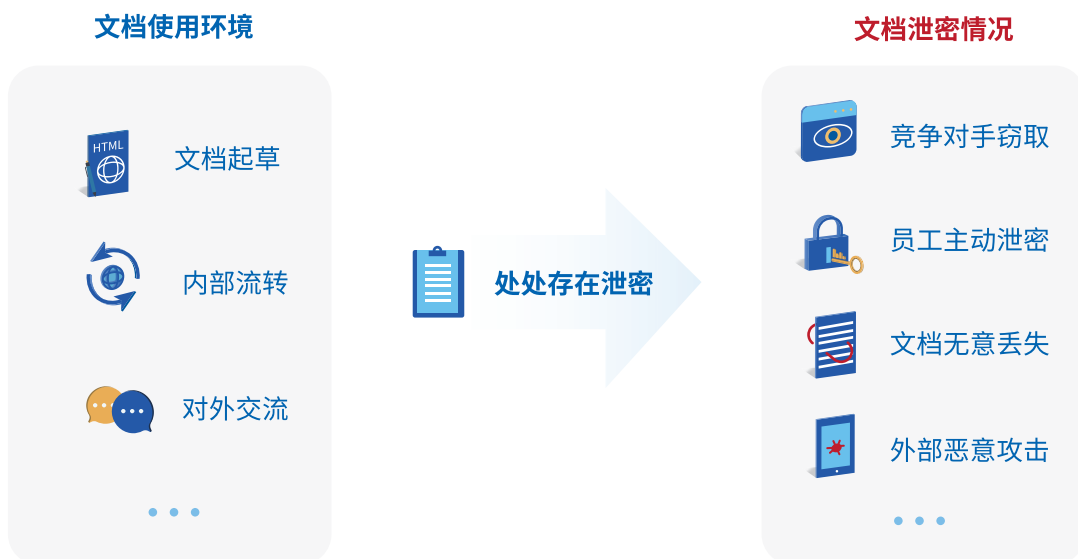 文档使用环境
文档泄密情况
HTML
文档起草
内部流转
对外交流
处处存在泄密
竞争对手窃取
员工主动泄密
文档无意丢失
外部恶意攻击